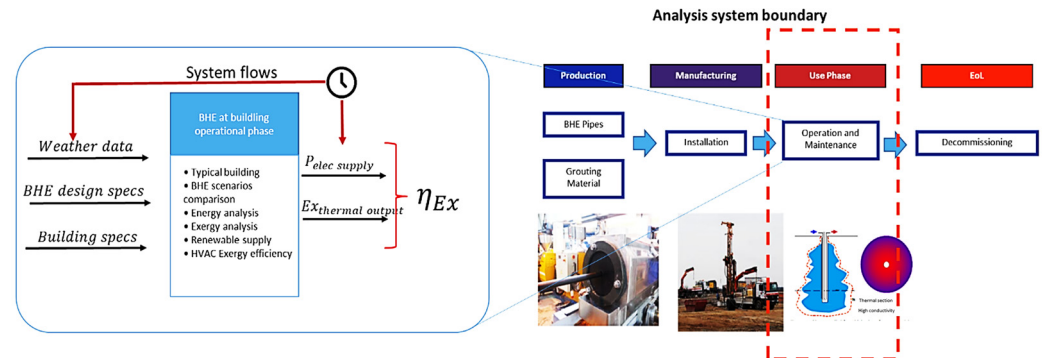 Analysis system boundary
System flows
BHE at builling
operational phase
Weather data
BHE design specs
Building specs
• Typical building
• BHE scenarios
comparison
• Energy analysis
• Exergy analysis
• Renewable supply
• HVAC Exergy efficiency
P_elec supply
Ex_thermal output
η_Ex
Production
Manufacturing
Use Phase
EoL
BHE Pipes
Grouting
Material
Installation
Operation and
Maintenance
Decommissioning
Thermal section
High conductivity